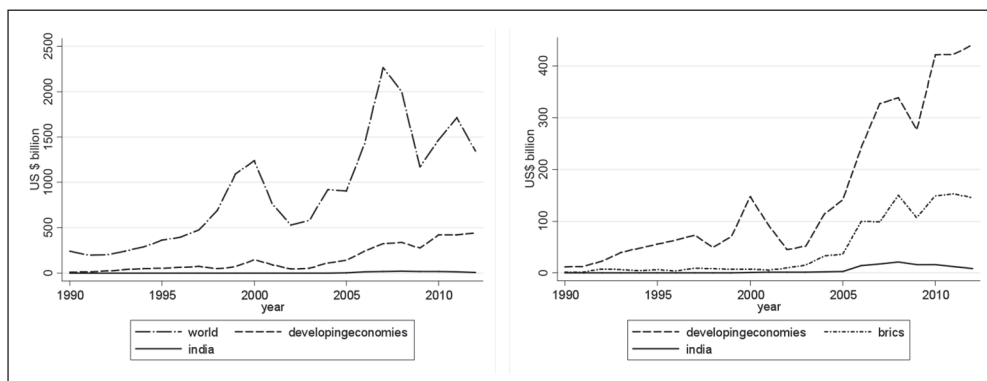 2500
2000
1500
1000
500
0
US $ billion
1990 1995 2000 2005 2010
year
world developingeconomies
india
400
300
200
100
0
US$ billion
1990 1995 2000 2005 2010
year
developingeconomies brics
india